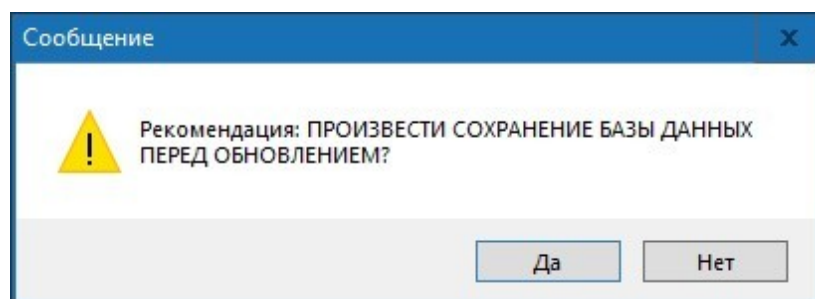 Сообщение
Рекомендация: ПРОИЗВЕСТИ СОХРАНЕНИЕ БАЗЫ ДАННЫХ
ПЕРЕД ОБНОВЛЕНИЕМ?
Да
Нет